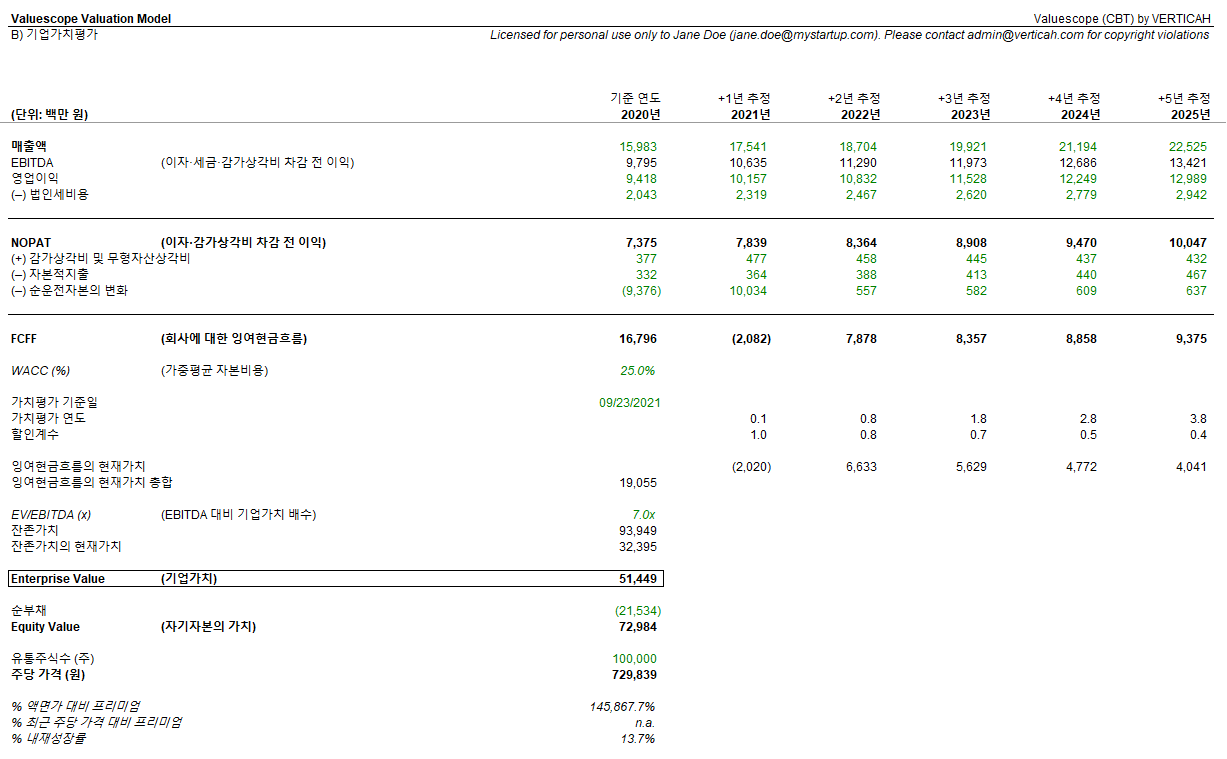 Valuescope Valuation Model Valuescope (CBT) by VERTICAH
B) 기업가치평가 Licensed for personal use only to Jane Doe (jane.doe@mystartup.com). Please contact admin@verticah.com for copyright violations
기준 연도 +1년 추정 +2년 추정 +3년 추정 +4년 추정 +5년 추정
(단위: 백만 원) 2020년 2021년 2022년 2023년 2024년 2025년
매출액 15,983 17,541 18,704 19,921 21,194 22,525
EBITDA (이자·세금·감가상각비 차감 전 이익) 9,795 10,635 11,290 11,973 12,686 13,421
영업이익 9,418 10,157 10,832 11,528 12,249 12,989
(–) 법인세비용 2,043 2,319 2,467 2,620 2,779 2,942
NOPAT (이자·감가상각비 차감 전 이익) 7,375 7,839 8,364 8,908 9,470 10,047
(+) 감가상각비 및 무형자산상각비 377 477 458 445 437 432
(–) 자본적지출 332 364 388 413 440 467
(–) 순운전자본의 변화 (9,376) 10,034 557 582 609 637
FCFF (회사에 대한 잉여현금흐름) 16,796 (2,082) 7,878 8,357 8,858 9,375
WACC (%) (가중평균 자본비용) 25.0%
가치평가 기준일 09/23/2021
가치평가 연도 0.1 0.8 1.8 2.8 3.8
할인계수 1.0 0.8 0.7 0.5 0.4
잉여현금흐름의 현재가치 (2,020) 6,633 5,629 4,772 4,041
잉여현금흐름의 현재가치 총합 19,055
EV/EBITDA (x) (EBITDA 대비 기업가치 배수) 7.0x
잔존가치 93,949
잔존가치의 현재가치 32,395
Enterprise Value (기업가치) 51,449
순부채 (21,534)
Equity Value (자기자본의 가치) 72,984
유통주식수 (주) 100,000
주당 가격 (원) 729,839
% 액면가 대비 프리미엄 145,867.7%
% 최근 주당 가격 대비 프리미엄 n.a.
% 내재성장률 13.7%